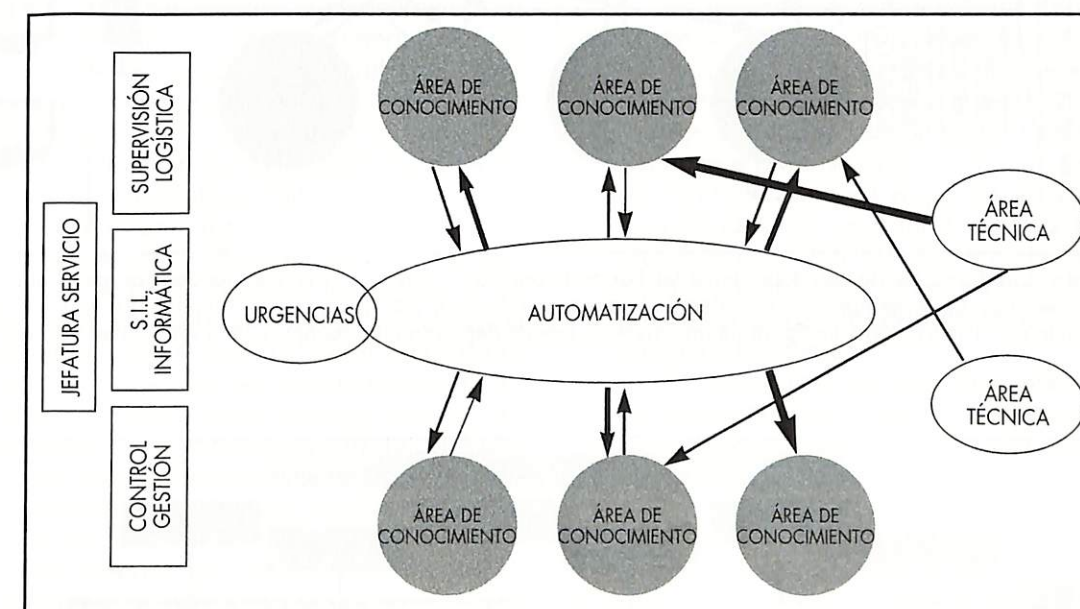 JEFATURA SERVICIO
SUPERVISIÓN
LOGÍSTICA
S.I.L.
INFORMÁTICA
CONTROL
GESTIÓN
ÁREA DE
CONOCIMIENTO
ÁREA DE
CONOCIMIENTO
ÁREA DE
CONOCIMIENTO
ÁREA
TÉCNICA
URGENCIAS
AUTOMATIZACIÓN
ÁREA
TÉCNICA
ÁREA DE
CONOCIMIENTO
ÁREA DE
CONOCIMIENTO
ÁREA DE
CONOCIMIENTO